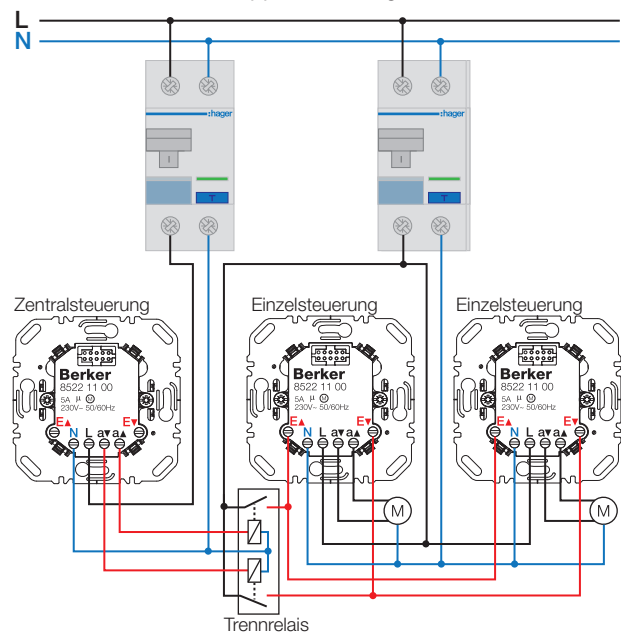 L
N
:hager
:hager
I
I
T
T
Zentralsteuerung
Einzelsteuerung
Einzelsteuerung
Berker
8522 11 00
5A µ M
230V~ 50/60Hz
E▲ N L a▼ a▲ E▼
Berker
8522 11 00
5A µ M
230V~ 50/60Hz
E▲ N L a▼ a▲ E▼
Berker
8522 11 00
5A µ M
230V~ 50/60Hz
E▲ N L a▼ a▲ E▼
M
M
Trennrelais